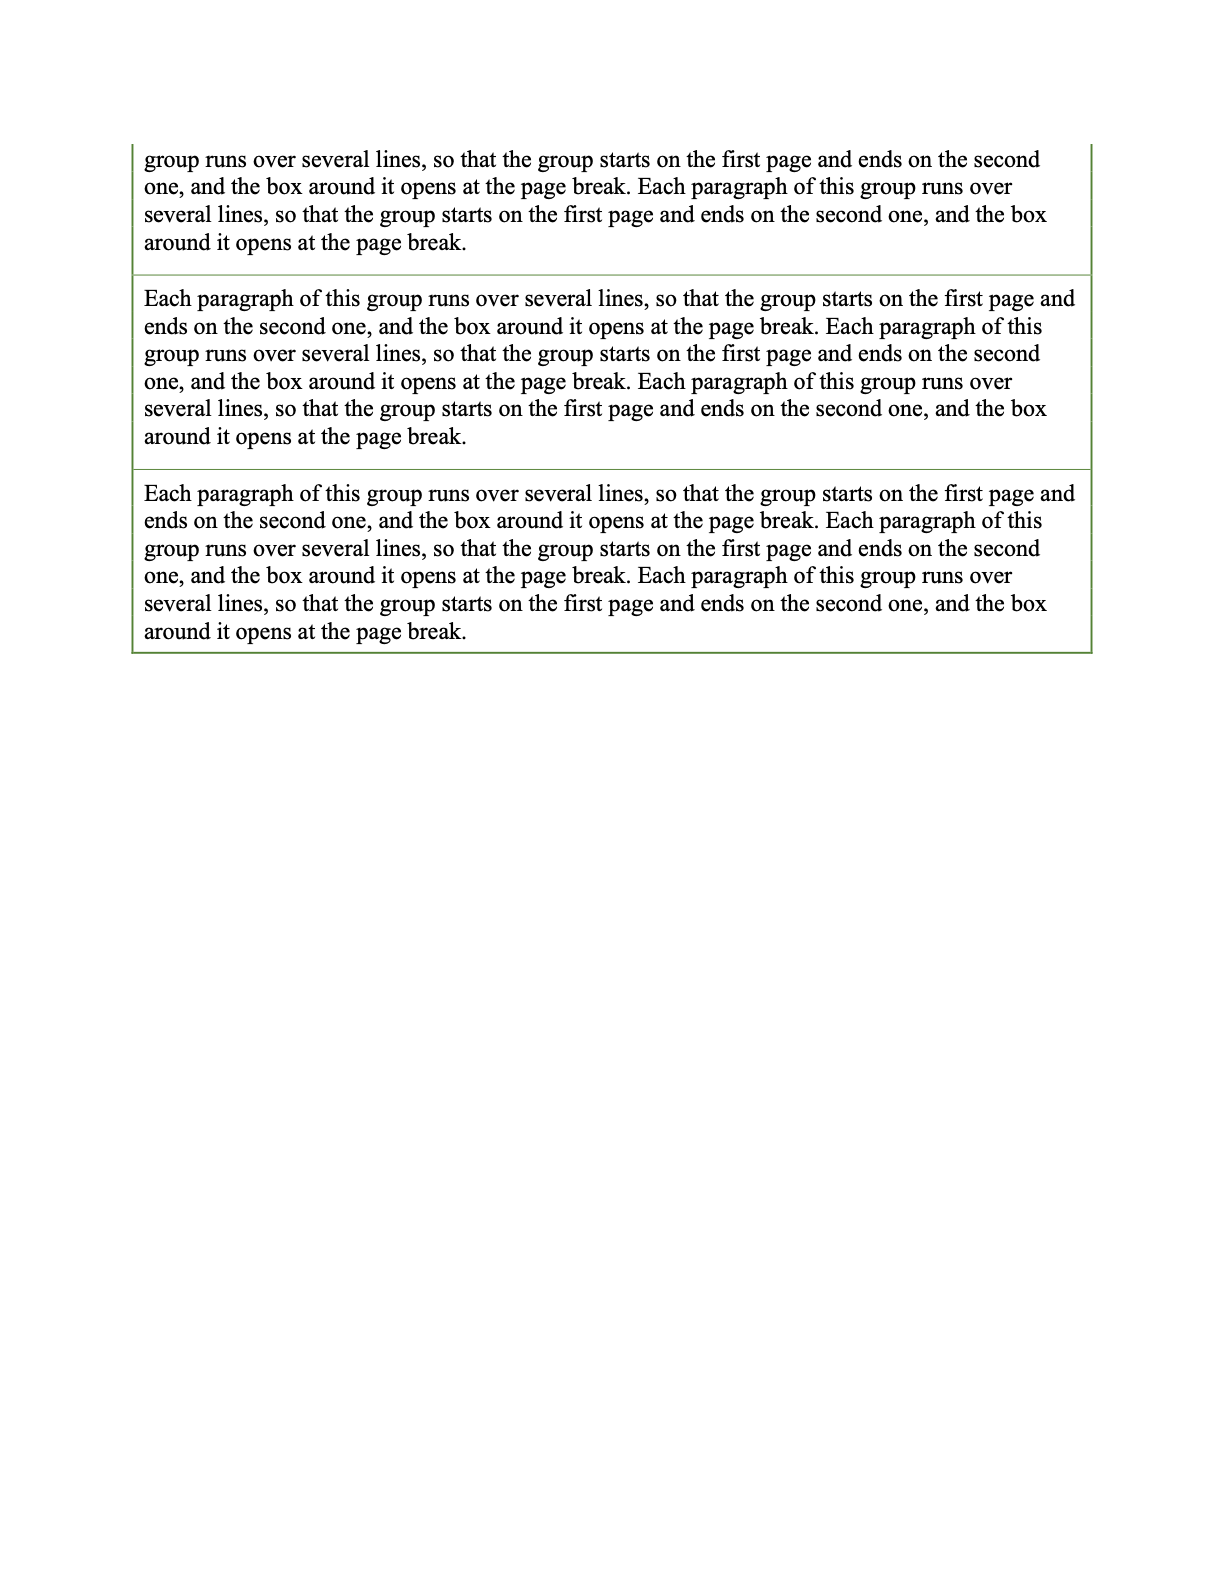 group runs over several lines, so that the group starts on the first page and ends on the second
one, and the box around it opens at the page break. Each paragraph of this group runs over
several lines, so that the group starts on the first page and ends on the second one, and the box
around it opens at the page break.
Each paragraph of this group runs over several lines, so that the group starts on the first page and
ends on the second one, and the box around it opens at the page break. Each paragraph of this
group runs over several lines, so that the group starts on the first page and ends on the second
one, and the box around it opens at the page break. Each paragraph of this group runs over
several lines, so that the group starts on the first page and ends on the second one, and the box
around it opens at the page break.
Each paragraph of this group runs over several lines, so that the group starts on the first page and
ends on the second one, and the box around it opens at the page break. Each paragraph of this
group runs over several lines, so that the group starts on the first page and ends on the second
one, and the box around it opens at the page break. Each paragraph of this group runs over
several lines, so that the group starts on the first page and ends on the second one, and the box
around it opens at the page break.